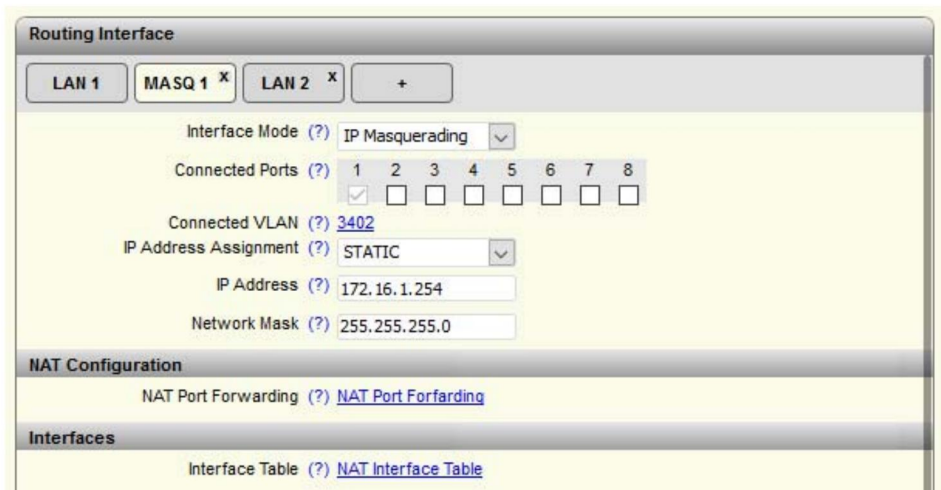 Routing Interface
LAN 1 MASQ 1 X LAN 2 X +
Interface Mode (?) IP Masquerading
Connected Ports (?) 1 2 3 4 5 6 7 8
Connected VLAN (?) 3402
IP Address Assignment (?) STATIC
IP Address (?) 172.16.1.254
Network Mask (?) 255.255.255.0
NAT Configuration
NAT Port Forwarding (?) NAT Port Forfarding
Interfaces
Interface Table (?) NAT Interface Table